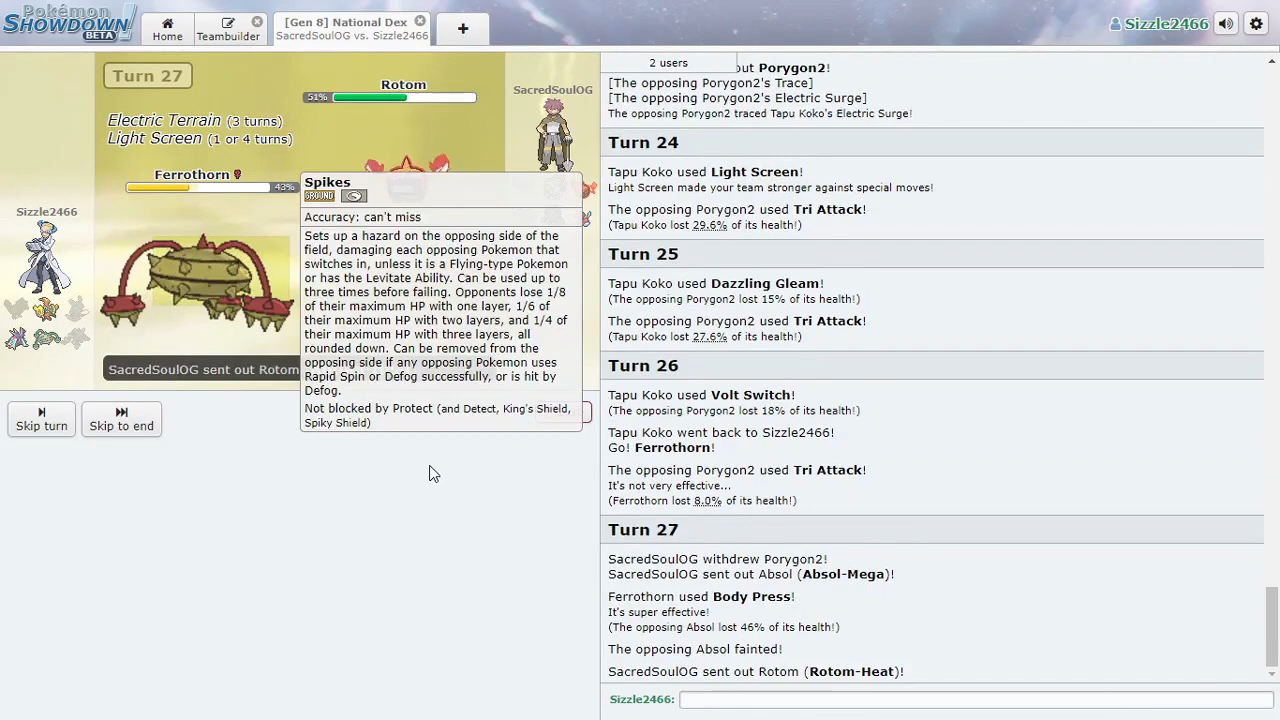 Pokémon
SHOWDOWN!
BETA
Home
Teambuilder
[Gen 8] National Dex
SacredSoulOG vs. Sizzle2466
Sizzle2466
Turn 27
Rotom
51%
SacredSoulOG
Electric Terrain (3 turns)
Light Screen (1 or 4 turns)
Ferrothorn
43%
Sizzle2466
Spikes
GROUND
Accuracy: can't miss
Sets up a hazard on the opposing side of the
field, damaging each opposing Pokemon that
switches in, unless it is a Flying-type Pokemon
or has the Levitate Ability. Can be used up to
three times before failing. Opponents lose 1/8
of their maximum HP with one layer, 1/6 of
their maximum HP with two layers, and 1/4 of
their maximum HP with three layers, all
rounded down. Can be removed from the
opposing side if any opposing Pokemon uses
Rapid Spin or Defog successfully, or is hit by
Defog.
Not blocked by Protect (and Detect, King's Shield,
Spiky Shield)
SacredSoulOG sent out Rotom
Skip turn
Skip to end
2 users
out Porygon2!
[The opposing Porygon2's Trace]
[The opposing Porygon2's Electric Surge]
The opposing Porygon2 traced Tapu Koko's Electric Surge!
Turn 24
Tapu Koko used Light Screen!
Light Screen made your team stronger against special moves!
The opposing Porygon2 used Tri Attack!
(Tapu Koko lost 29.6% of its health!)
Turn 25
Tapu Koko used Dazzling Gleam!
(The opposing Porygon2 lost 15% of its health!)
The opposing Porygon2 used Tri Attack!
(Tapu Koko lost 27.6% of its health!)
Turn 26
Tapu Koko used Volt Switch!
(The opposing Porygon2 lost 18% of its health!)
Tapu Koko went back to Sizzle2466!
Go! Ferrothorn!
The opposing Porygon2 used Tri Attack!
It's not very effective...
(Ferrothorn lost 8.0% of its health!)
Turn 27
SacredSoulOG withdrew Porygon2!
SacredSoulOG sent out Absol (Absol-Mega)!
Ferrothorn used Body Press!
It's super effective!
(The opposing Absol lost 46% of its health!)
The opposing Absol fainted!
SacredSoulOG sent out Rotom (Rotom-Heat)!
Sizzle2466: